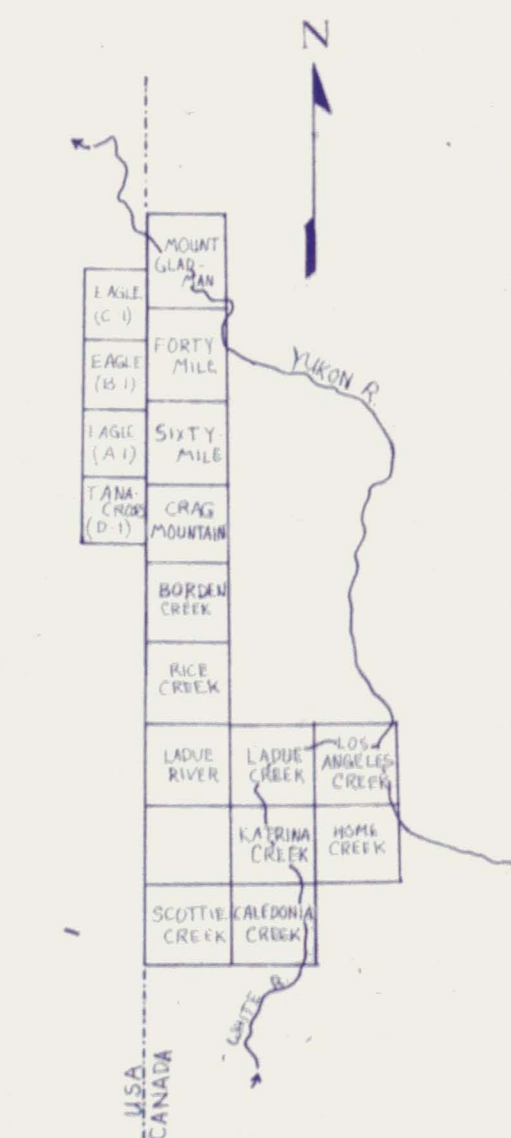 N
MOUNT
GLAD-
MAN
EAGLE
(C-1)
FORTY
MILE
EAGLE
(B-1)
YUKON R.
EAGLE
(A-1)
SIXTY-
MILE
TANA-
CROSS
(D-1)
CRAG
MOUNTAIN
BORDEN
CREEK
RICE
CREEK
LADUE
RIVER
LADUE
CREEK
LOS
ANGELES
CREEK
KATRINA
CREEK
HOME
CREEK
SCOTTIE
CREEK
CALEDONIA
CREEK
WHITE R.
USA
CANADA